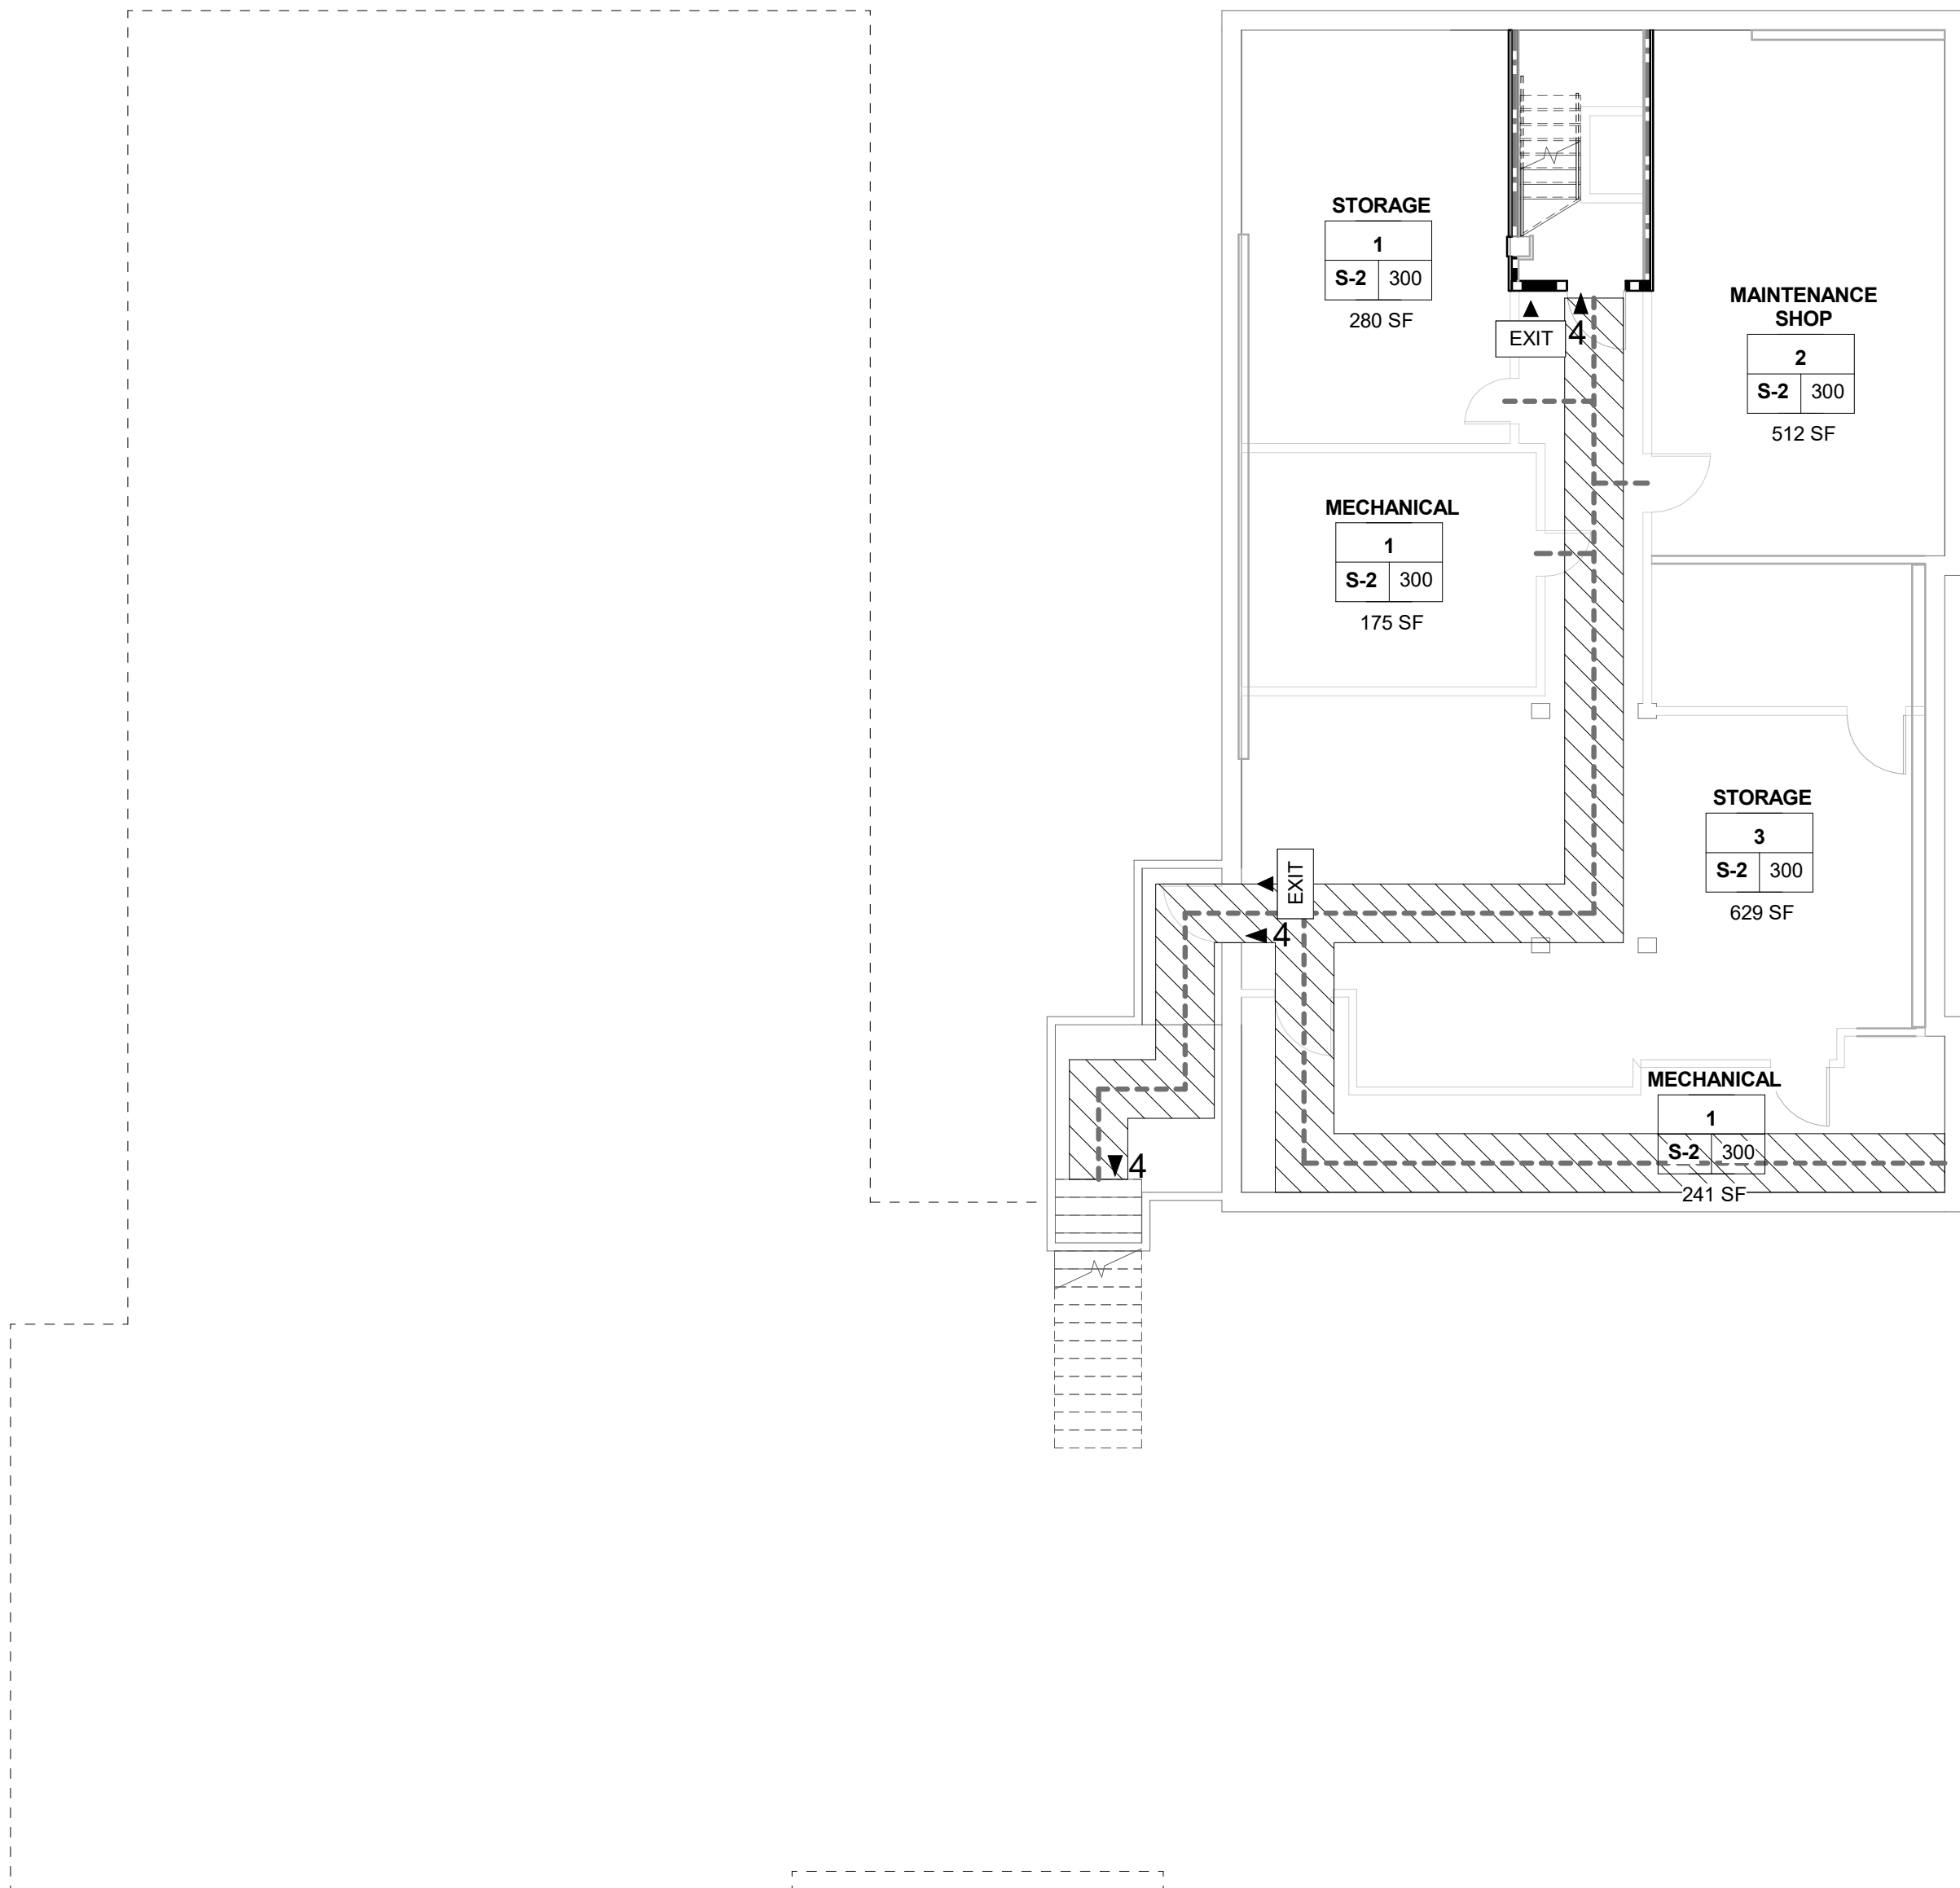 STORAGE
1
S-2 300
280 SF
EXIT
4
MAINTENANCE
SHOP
2
S-2 300
512 SF
MECHANICAL
1
S-2 300
175 SF
STORAGE
3
S-2 300
629 SF
EXIT
4
MECHANICAL
1
S-2 300
241 SF
4